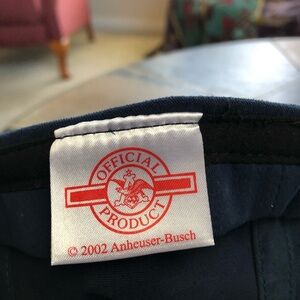 OFFICIAL
PRODUCT
© 2002 Anheuser-Busch